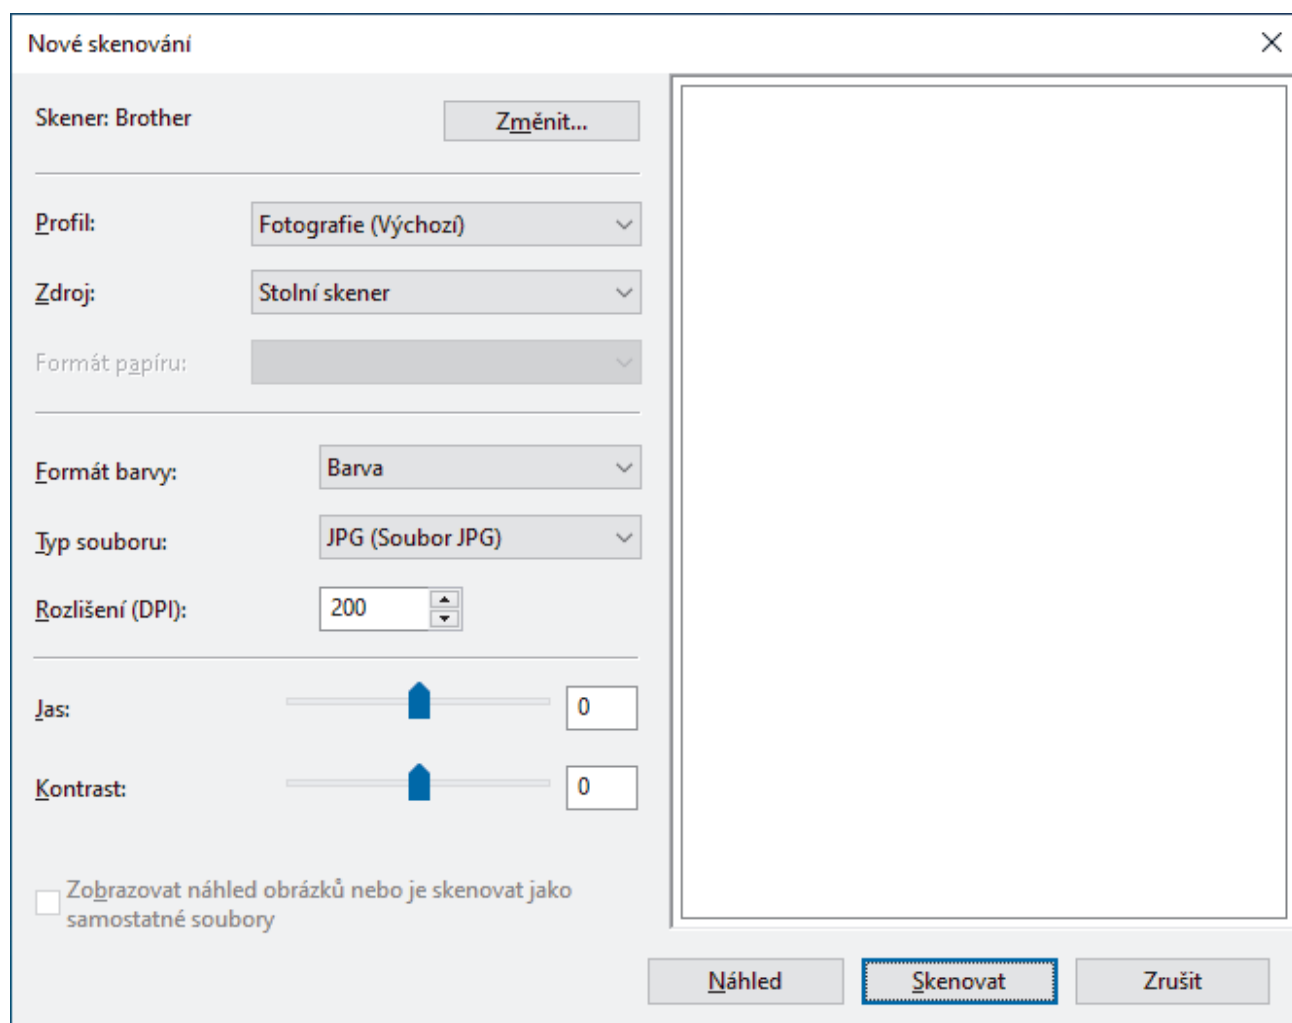 Nové skenování
Skener: Brother
Změnit...
Profil:
Fotografie (Výchozí)
Zdroj:
Stolní skener
Formát papíru:
Formát barvy:
Barva
Typ souboru:
JPG (Soubor JPG)
Rozlišení (DPI):
200
Jas:
0
Kontrast:
0
Zobrazovat náhled obrázků nebo je skenovat jako
samostatné soubory
Náhled
Skenovat
Zrušit